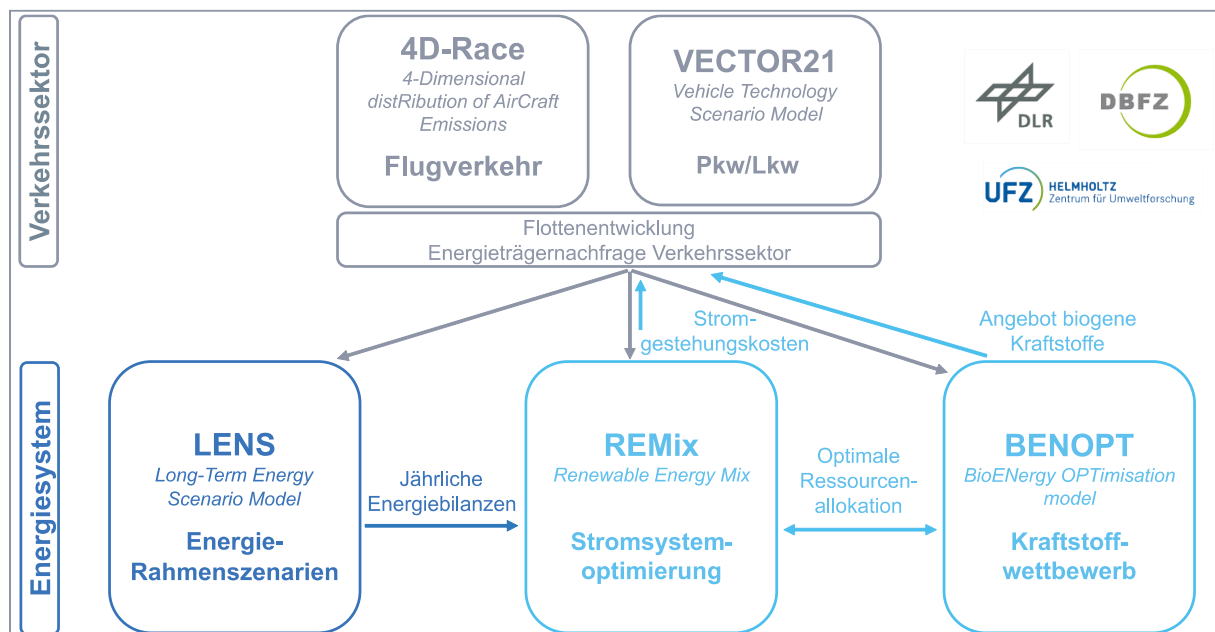 Verkehrssektor
4D-Race
4-Dimensional
distRibution of AirCraft
Emissions
Flugverkehr
VECTOR21
Vehicle Technology
Scenario Model
Pkw/Lkw
DLR
DBFZ
UFZ HELMHOLTZ
Zentrum für Umweltforschung
Flottenentwicklung
Energieträgernachfrage Verkehrssektor
Strom-
gestehungskosten
Angebot biogene
Kraftstoffe
Energiesystem
LENS
Long-Term Energy
Scenario Model
Energie-
Rahmenszenarien
Jährliche
Energiebilanzen
REMix
Renewable Energy Mix
Stromsystem-
optimierung
Optimale
Ressourcen-
allokation
BENOPT
BioENergy OPTimisation
model
Kraftstoff-
wettbewerb